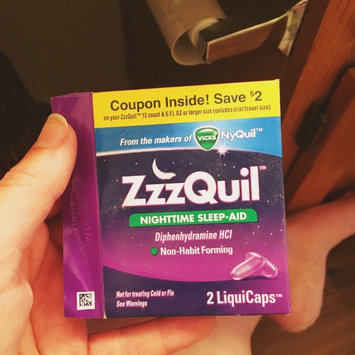 Coupon Inside! Save $2
on your ZzzQuil™ 12 count & 6 FL OZ or larger size (exludes trial/travel size)
From the makers of VICKS NyQuil™
ZzzQuil™
NIGHTTIME SLEEP-AID
Diphenhydramine HCl
Non-Habit Forming
Not for treating Cold or Flu
See Warnings
2 LiquiCaps™